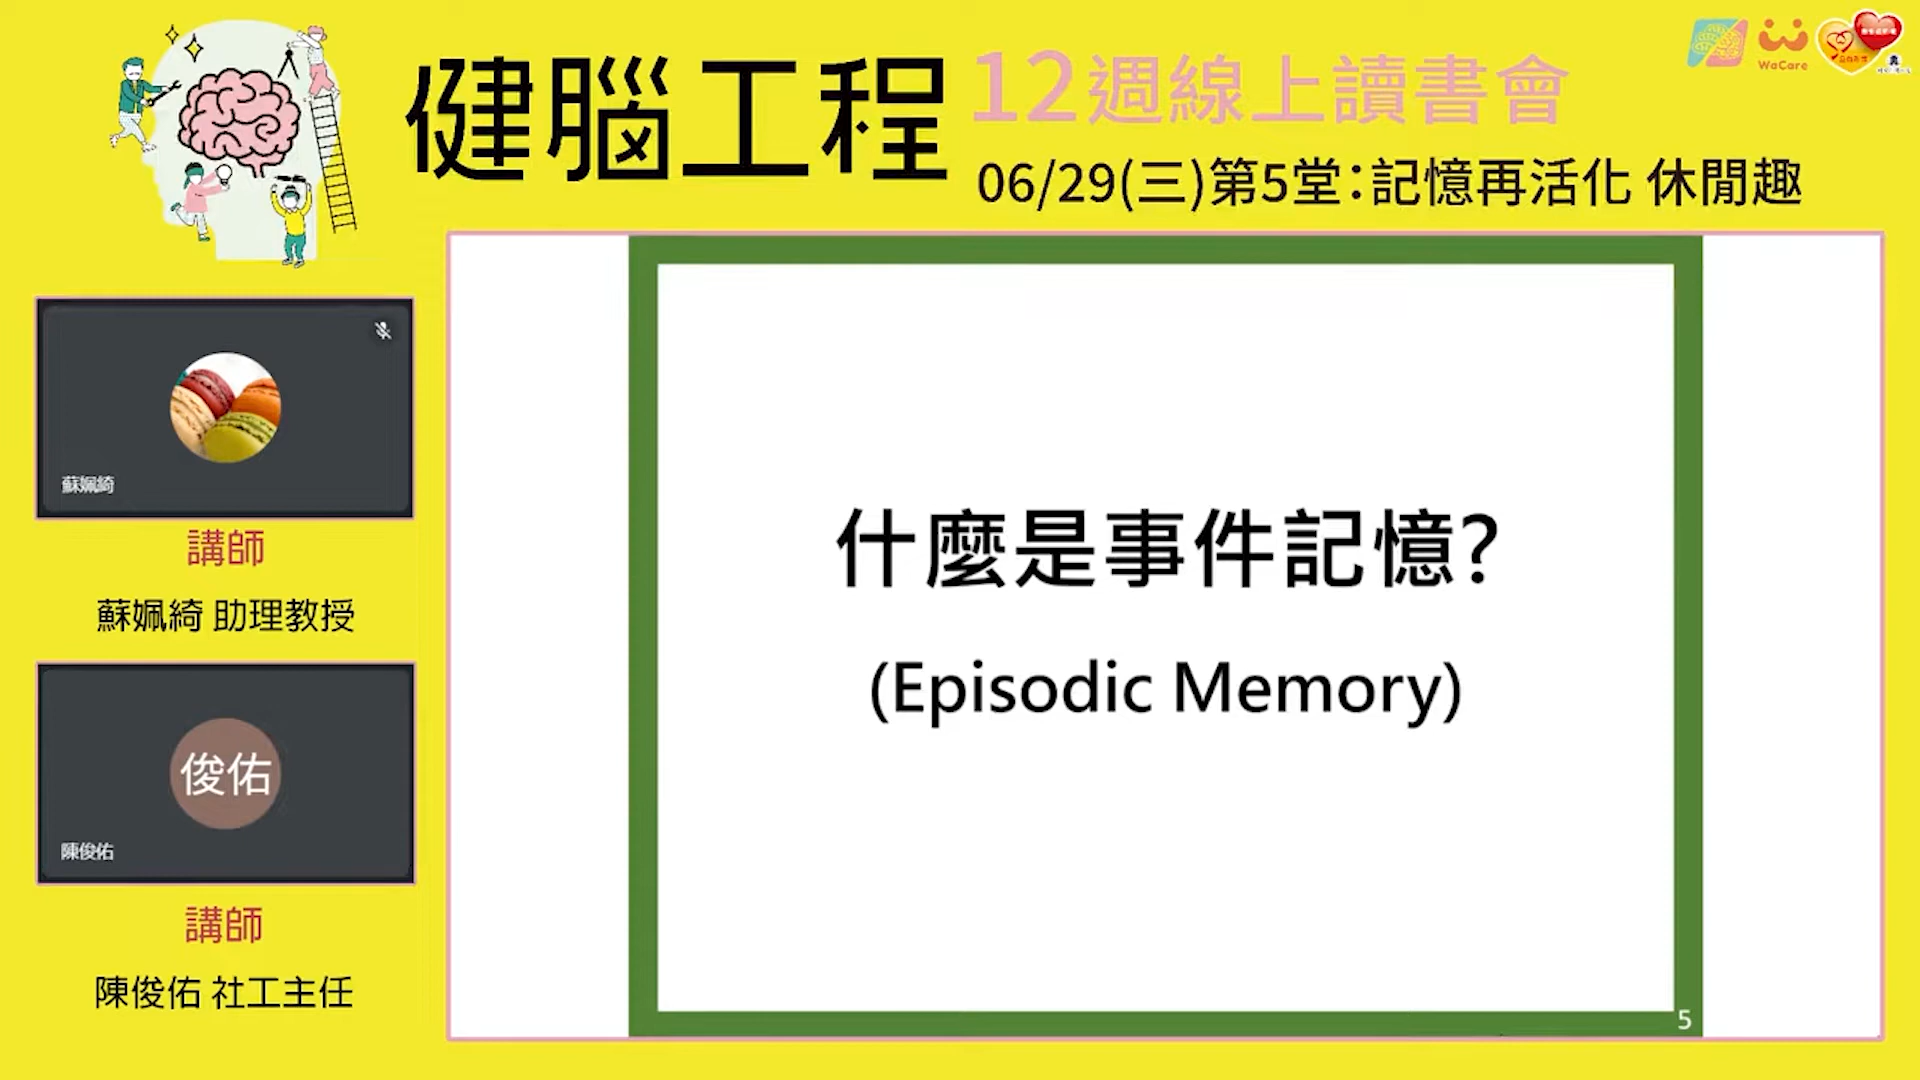 健腦工程
12週線上讀書會
06/29(三)第5堂:記憶再活化 休閒趣
WaCare
蘇姵綺
講師
蘇姵綺 助理教授
俊佑
陳俊佑
講師
陳俊佑 社工主任
什麼是事件記憶?
(Episodic Memory)
5